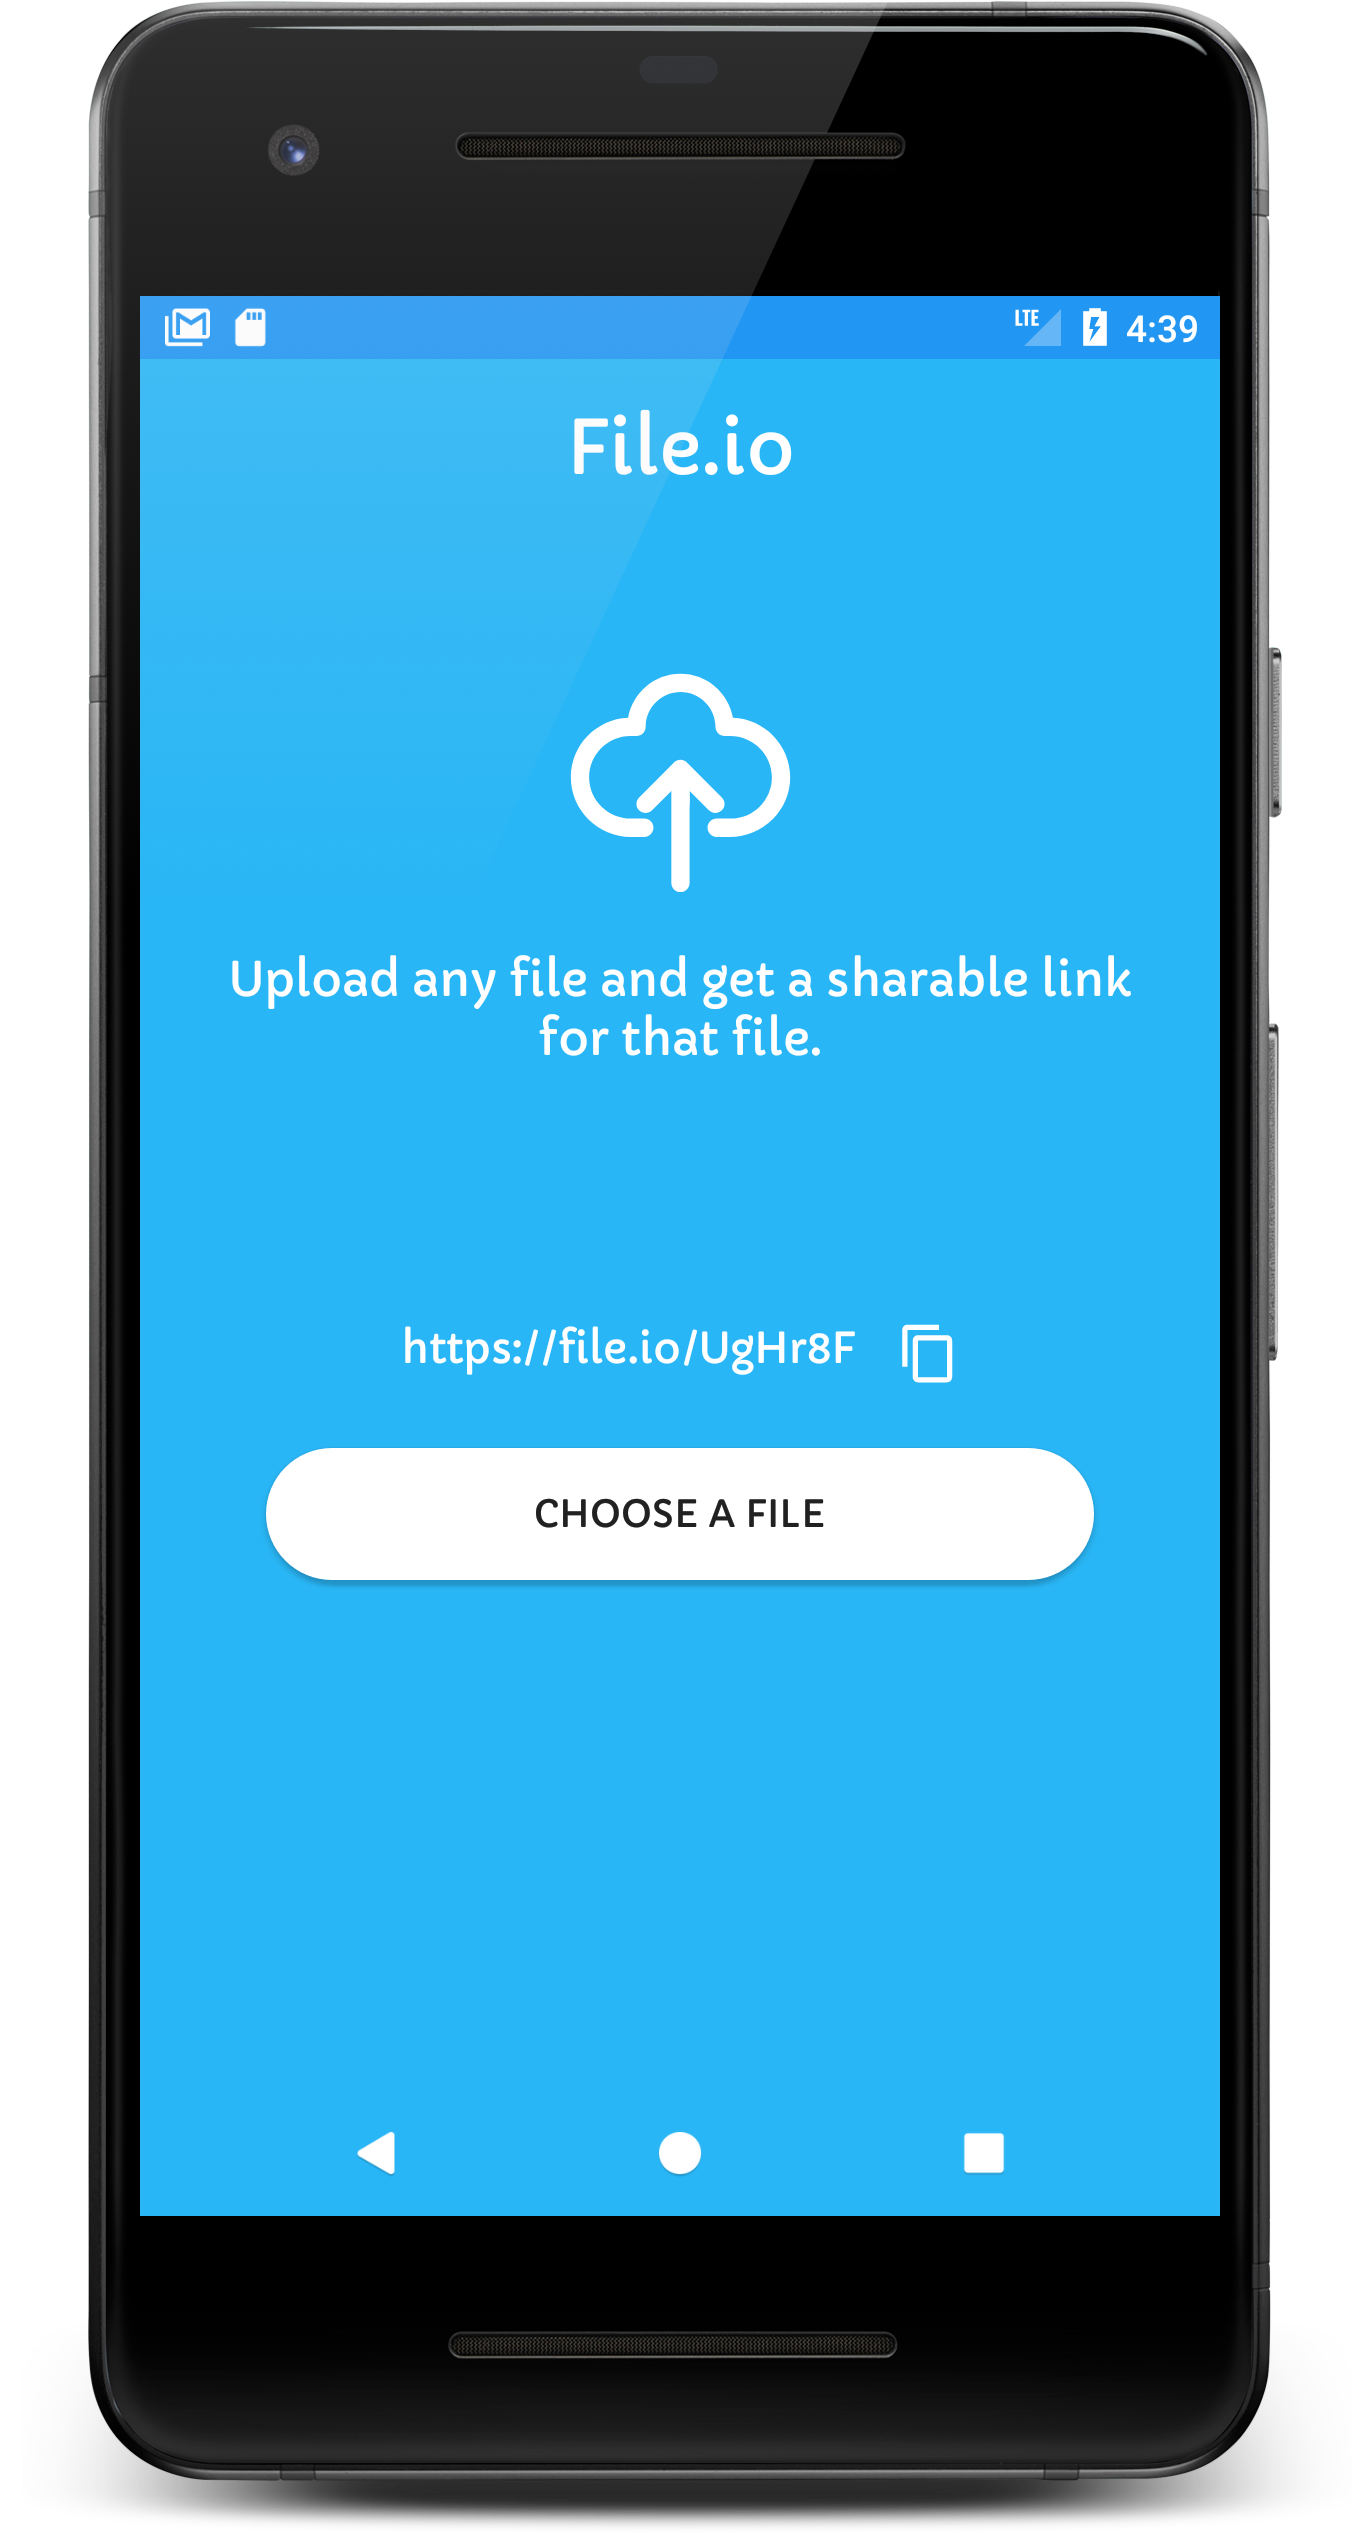 LTE 4:39
File.io
Upload any file and get a sharable link
for that file.
https://file.io/UgHr8F
CHOOSE A FILE